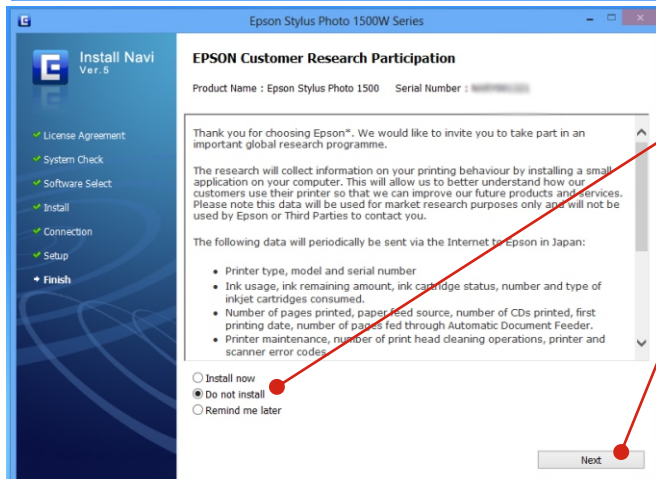 Epson Stylus Photo 1500W Series
Install Navi
Ver.5
License Agreement
System Check
Software Select
Install
Connection
Setup
Finish
EPSON Customer Research Participation
Product Name : Epson Stylus Photo 1500 Serial Number :
Thank you for choosing Epson*. We would like to invite you to take part in an
important global research programme.
The research will collect information on your printing behaviour by installing a small
application on your computer. This will allow us to better understand how our
customers use their printer so that we can improve our future products and services.
Please note this data will be used for market research purposes only and will not be
used by Epson or Third Parties to contact you.
The following data will periodically be sent via the Internet to Epson in Japan:
• Printer type, model and serial number
• Ink usage, ink remaining amount, ink cartridge status, number and type of
inkjet cartridges consumed.
• Number of pages printed, paper feed source, number of CDs printed, first
printing date, number of pages fed through Automatic Document Feeder.
• Printer maintenance, number of print head cleaning operations, printer and
scanner error codes.
Install now
Do not install
Remind me later
Next